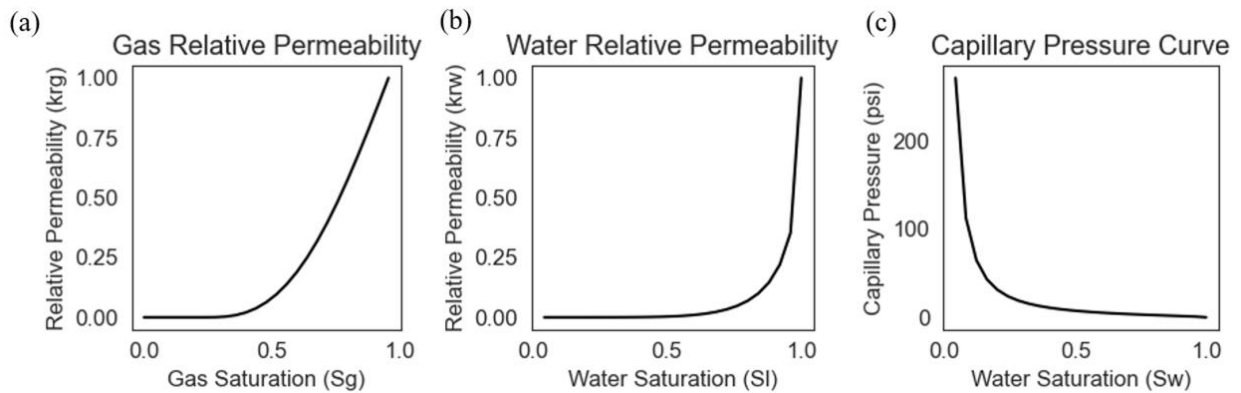 (a)
Gas Relative Permeability
Relative Permeability (krg)
1.00
0.75
0.50
0.25
0.00
0.0 0.5 1.0
Gas Saturation (Sg)
(b)
Water Relative Permeability
Relative Permeability (krw)
1.00
0.75
0.50
0.25
0.00
0.0 0.5 1.0
Water Saturation (Sl)
(c)
Capillary Pressure Curve
Capillary Pressure (psi)
200
100
0
0.0 0.5 1.0
Water Saturation (Sw)